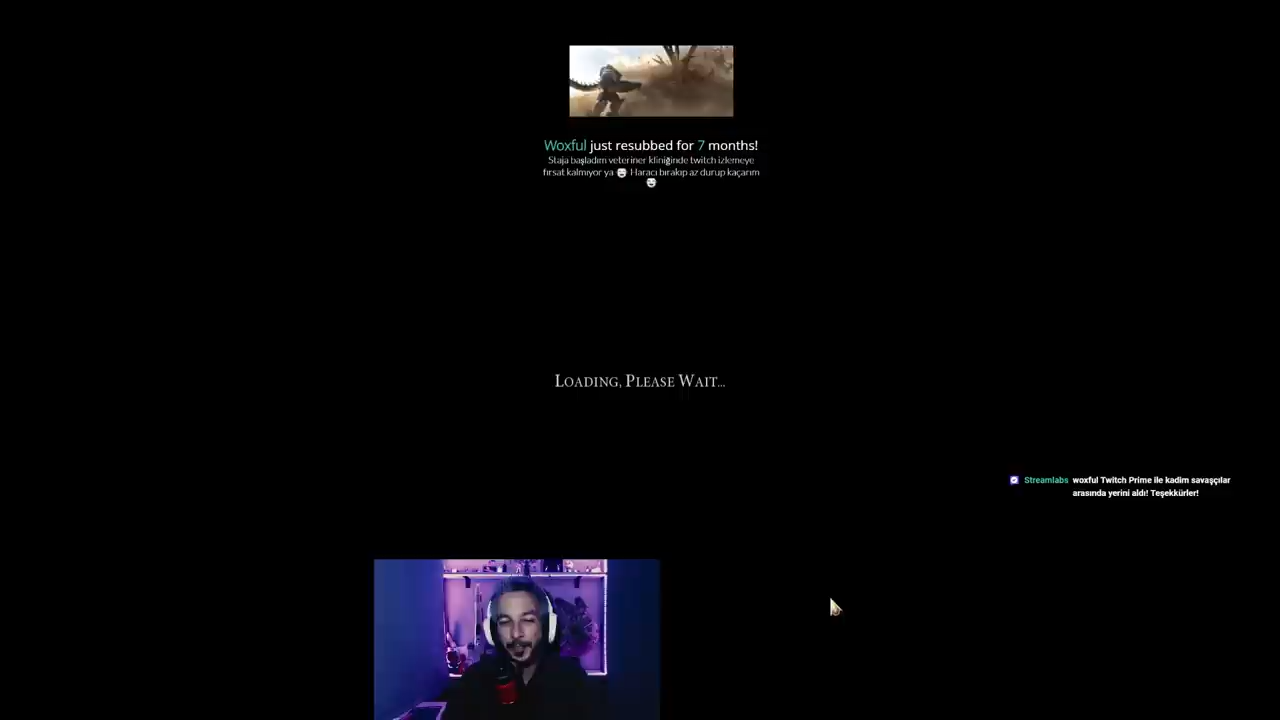 Woxful just resubbed for 7 months!
Staja başladım veteriner kliniğinde twitch izlemeye
fırsat kalmıyor ya Haracı bırakıp az durup kaçarım
LOADING, PLEASE WAIT...
Streamlabs woxful Twitch Prime ile kadim savaşçılar
arasında yerini aldı! Teşekkürler!